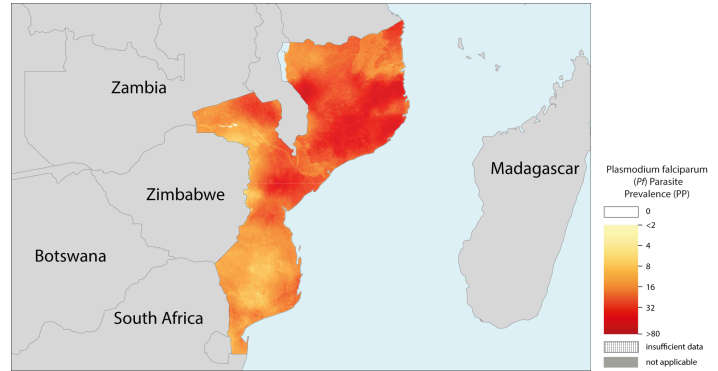 Zambia
Zimbabwe
Madagascar
Botswana
South Africa
Plasmodium falciparum
(Pf) Parasite
Prevalence (PP)
0
<2
4
8
16
32
>80
insufficient data
not applicable